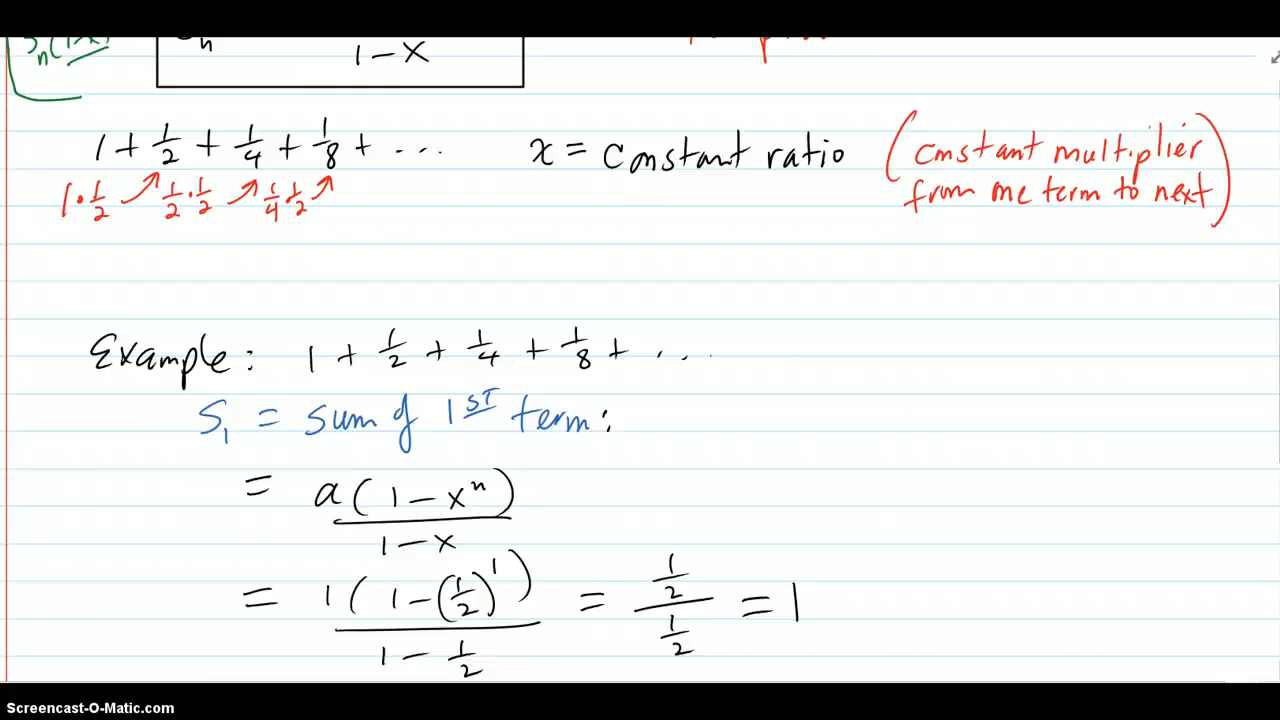 Sₙ(1-x)
n 1 - x
1 + 1/2 + 1/4 + 1/8 + ... x = constant ratio (constant multiplier
1 · 1/2 1/2 · 1/2 1/4 · 1/2 from one term to next)
Example: 1 + 1/2 + 1/4 + 1/8 + ...
S₁ = sum of 1ST term:
= a(1 - xⁿ) / (1 - x)
= 1(1 - (1/2)¹) / (1 - 1/2) = (1/2) / (1/2) = 1
Screencast-O-Matic.com